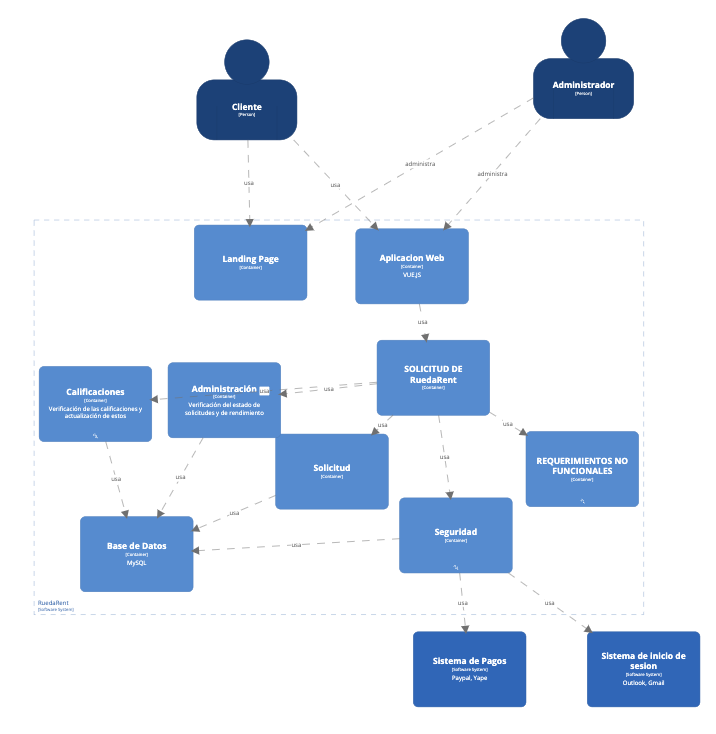 Cliente
[Person]
Administrador
[Person]
usa
usa
administra
administra
Landing Page
[Container]
Aplicacion Web
[Container]
VUE.JS
usa
SOLICITUD DE
RuedaRent
[Container]
Calificaciones
[Container]
Verificación de las calificaciones y
actualización de estos
Administración
[Container]
Verificación del estado de
solicitudes y de rendimiento
usa
usa
usa
usa
usa
Solicitud
[Container]
REQUERIMIENTOS NO
FUNCIONALES
[Container]
usa
usa
usa
usa
Base de Datos
[Container]
MySQL
Seguridad
[Container]
RuedaRent
[Software System]
usa
usa
Sistema de Pagos
[Software System]
Paypal, Yape
Sistema de inicio de
sesion
[Software System]
Outlook, Gmail